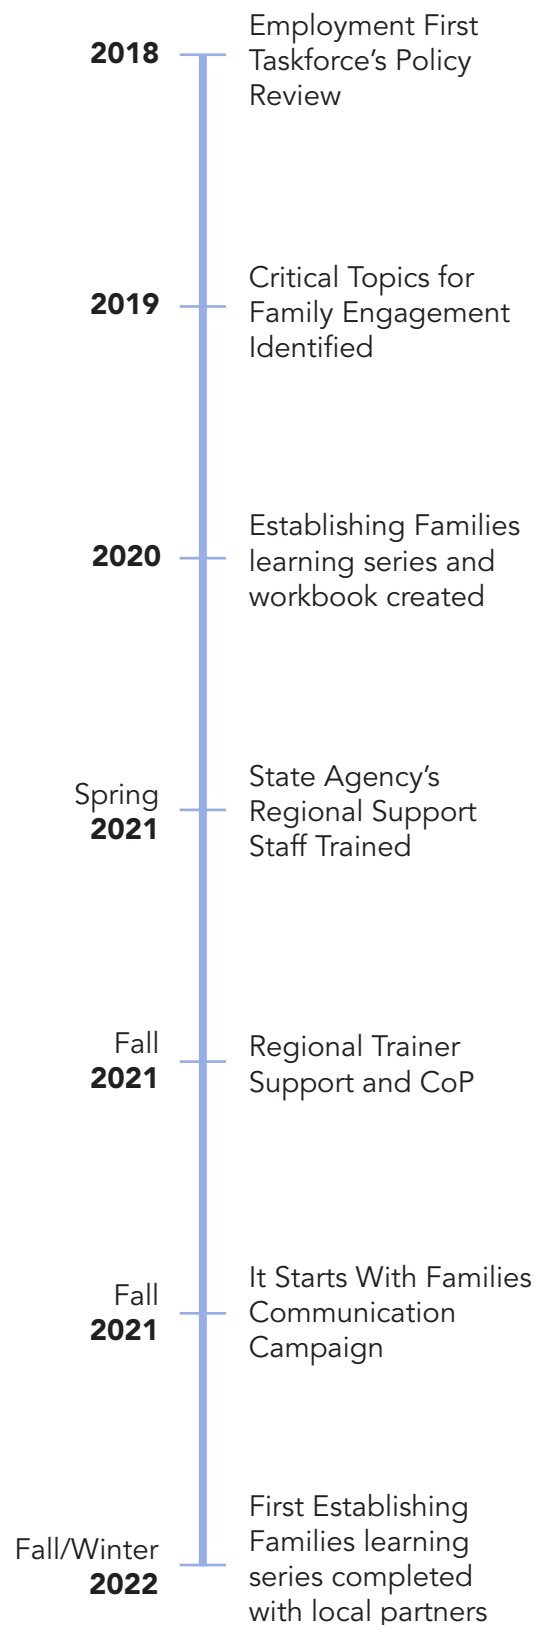 2018
Employment First
Taskforce’s Policy
Review
2019
Critical Topics for
Family Engagement
Identified
2020
Establishing Families
learning series and
workbook created
Spring
2021
State Agency’s
Regional Support
Staff Trained
Fall
2021
Regional Trainer
Support and CoP
Fall
2021
It Starts With Families
Communication
Campaign
Fall/Winter
2022
First Establishing
Families learning
series completed
with local partners